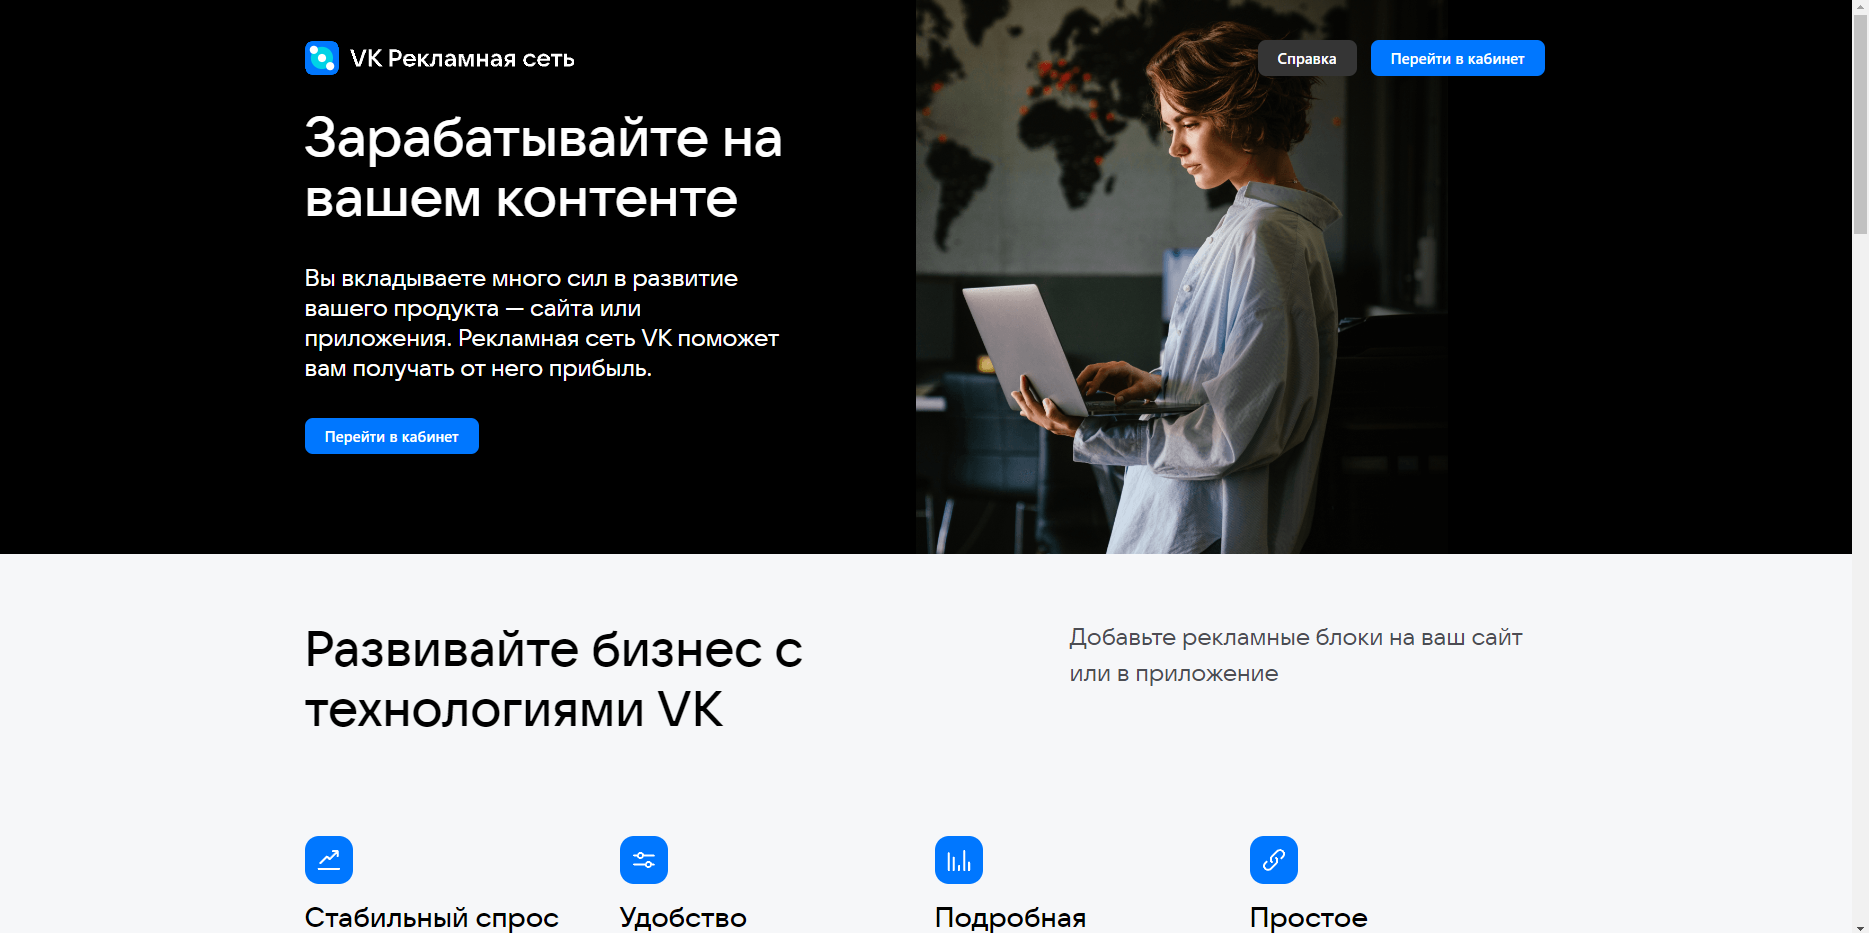 VK Рекламная сеть
Справка
Перейти в кабинет
Зарабатывайте на
вашем контенте
Вы вкладываете много сил в развитие
вашего продукта — сайта или
приложения. Рекламная сеть VK поможет
вам получать от него прибыль.
Перейти в кабинет
Развивайте бизнес с
технологиями VK
Добавьте рекламные блоки на ваш сайт
или в приложение
Стабильный спрос
Удобство
Подробная
Простое